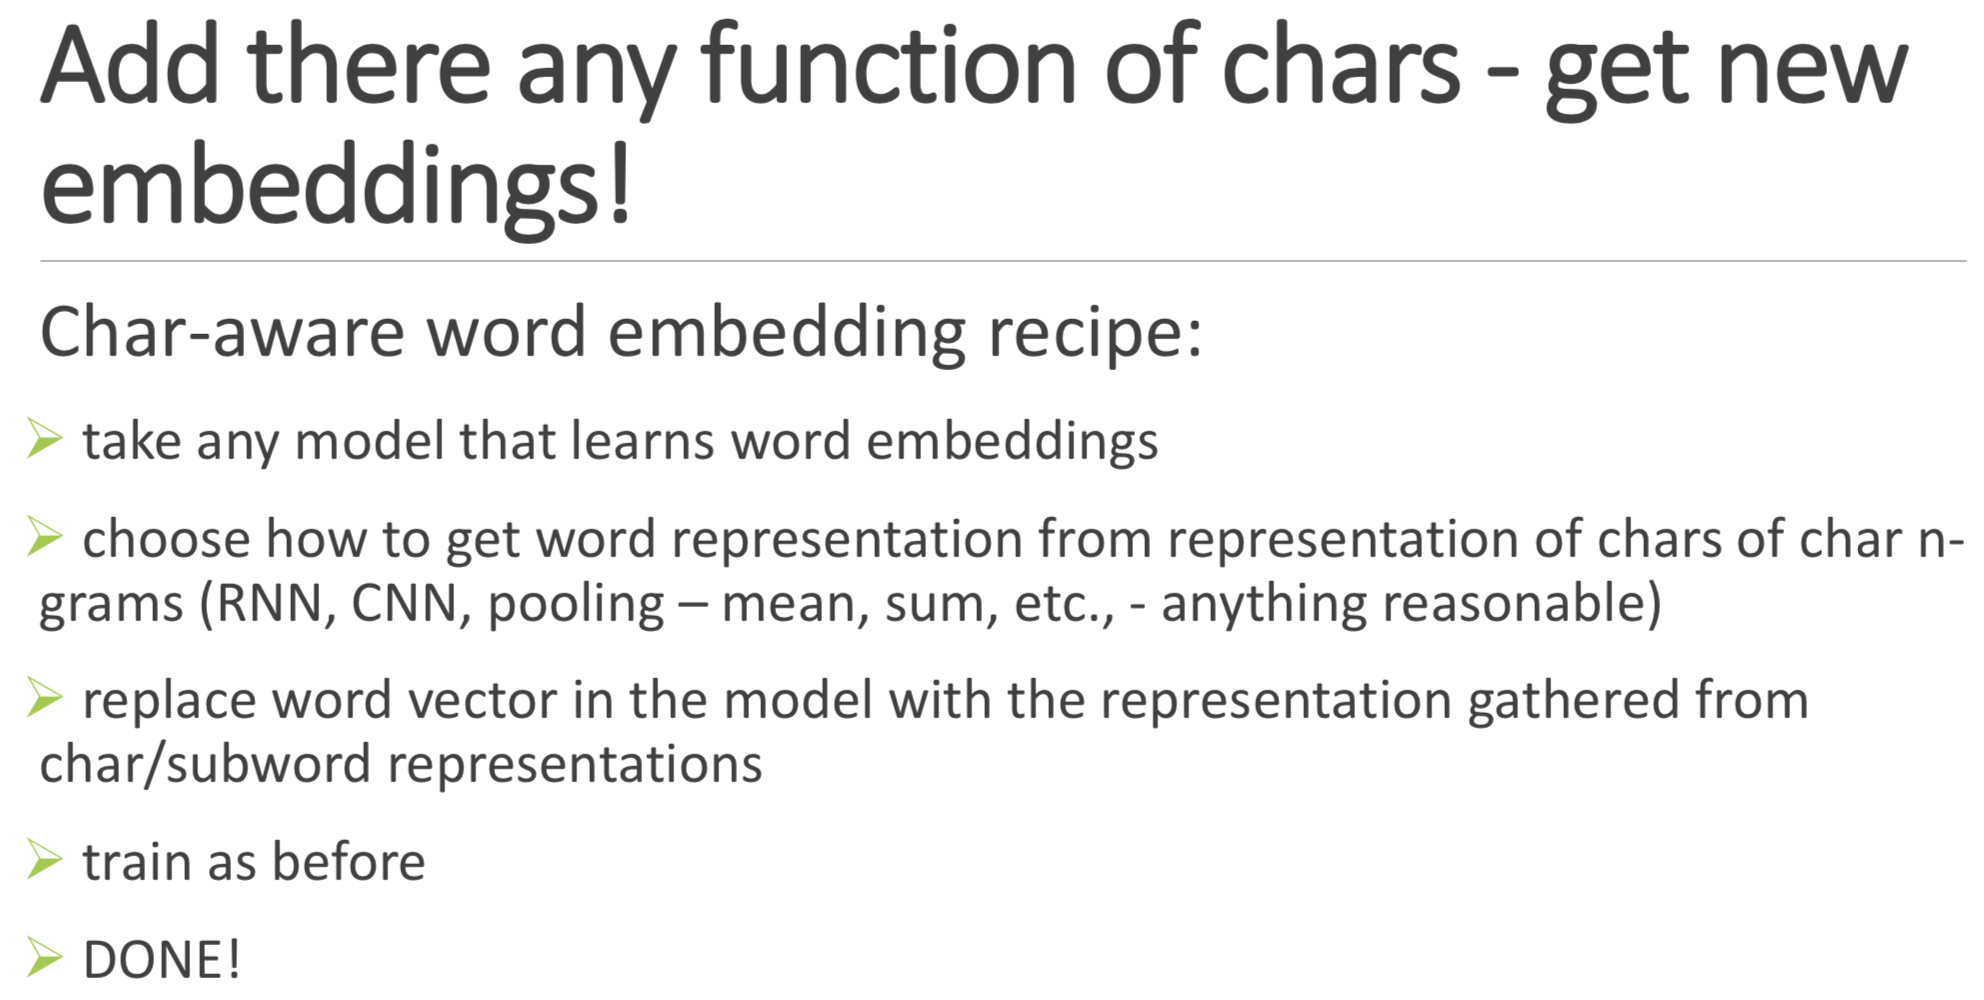 Add there any function of chars - get new
embeddings!
Char-aware word embedding recipe:
take any model that learns word embeddings
choose how to get word representation from representation of chars of char n-
grams (RNN, CNN, pooling – mean, sum, etc., - anything reasonable)
replace word vector in the model with the representation gathered from
char/subword representations
train as before
DONE!